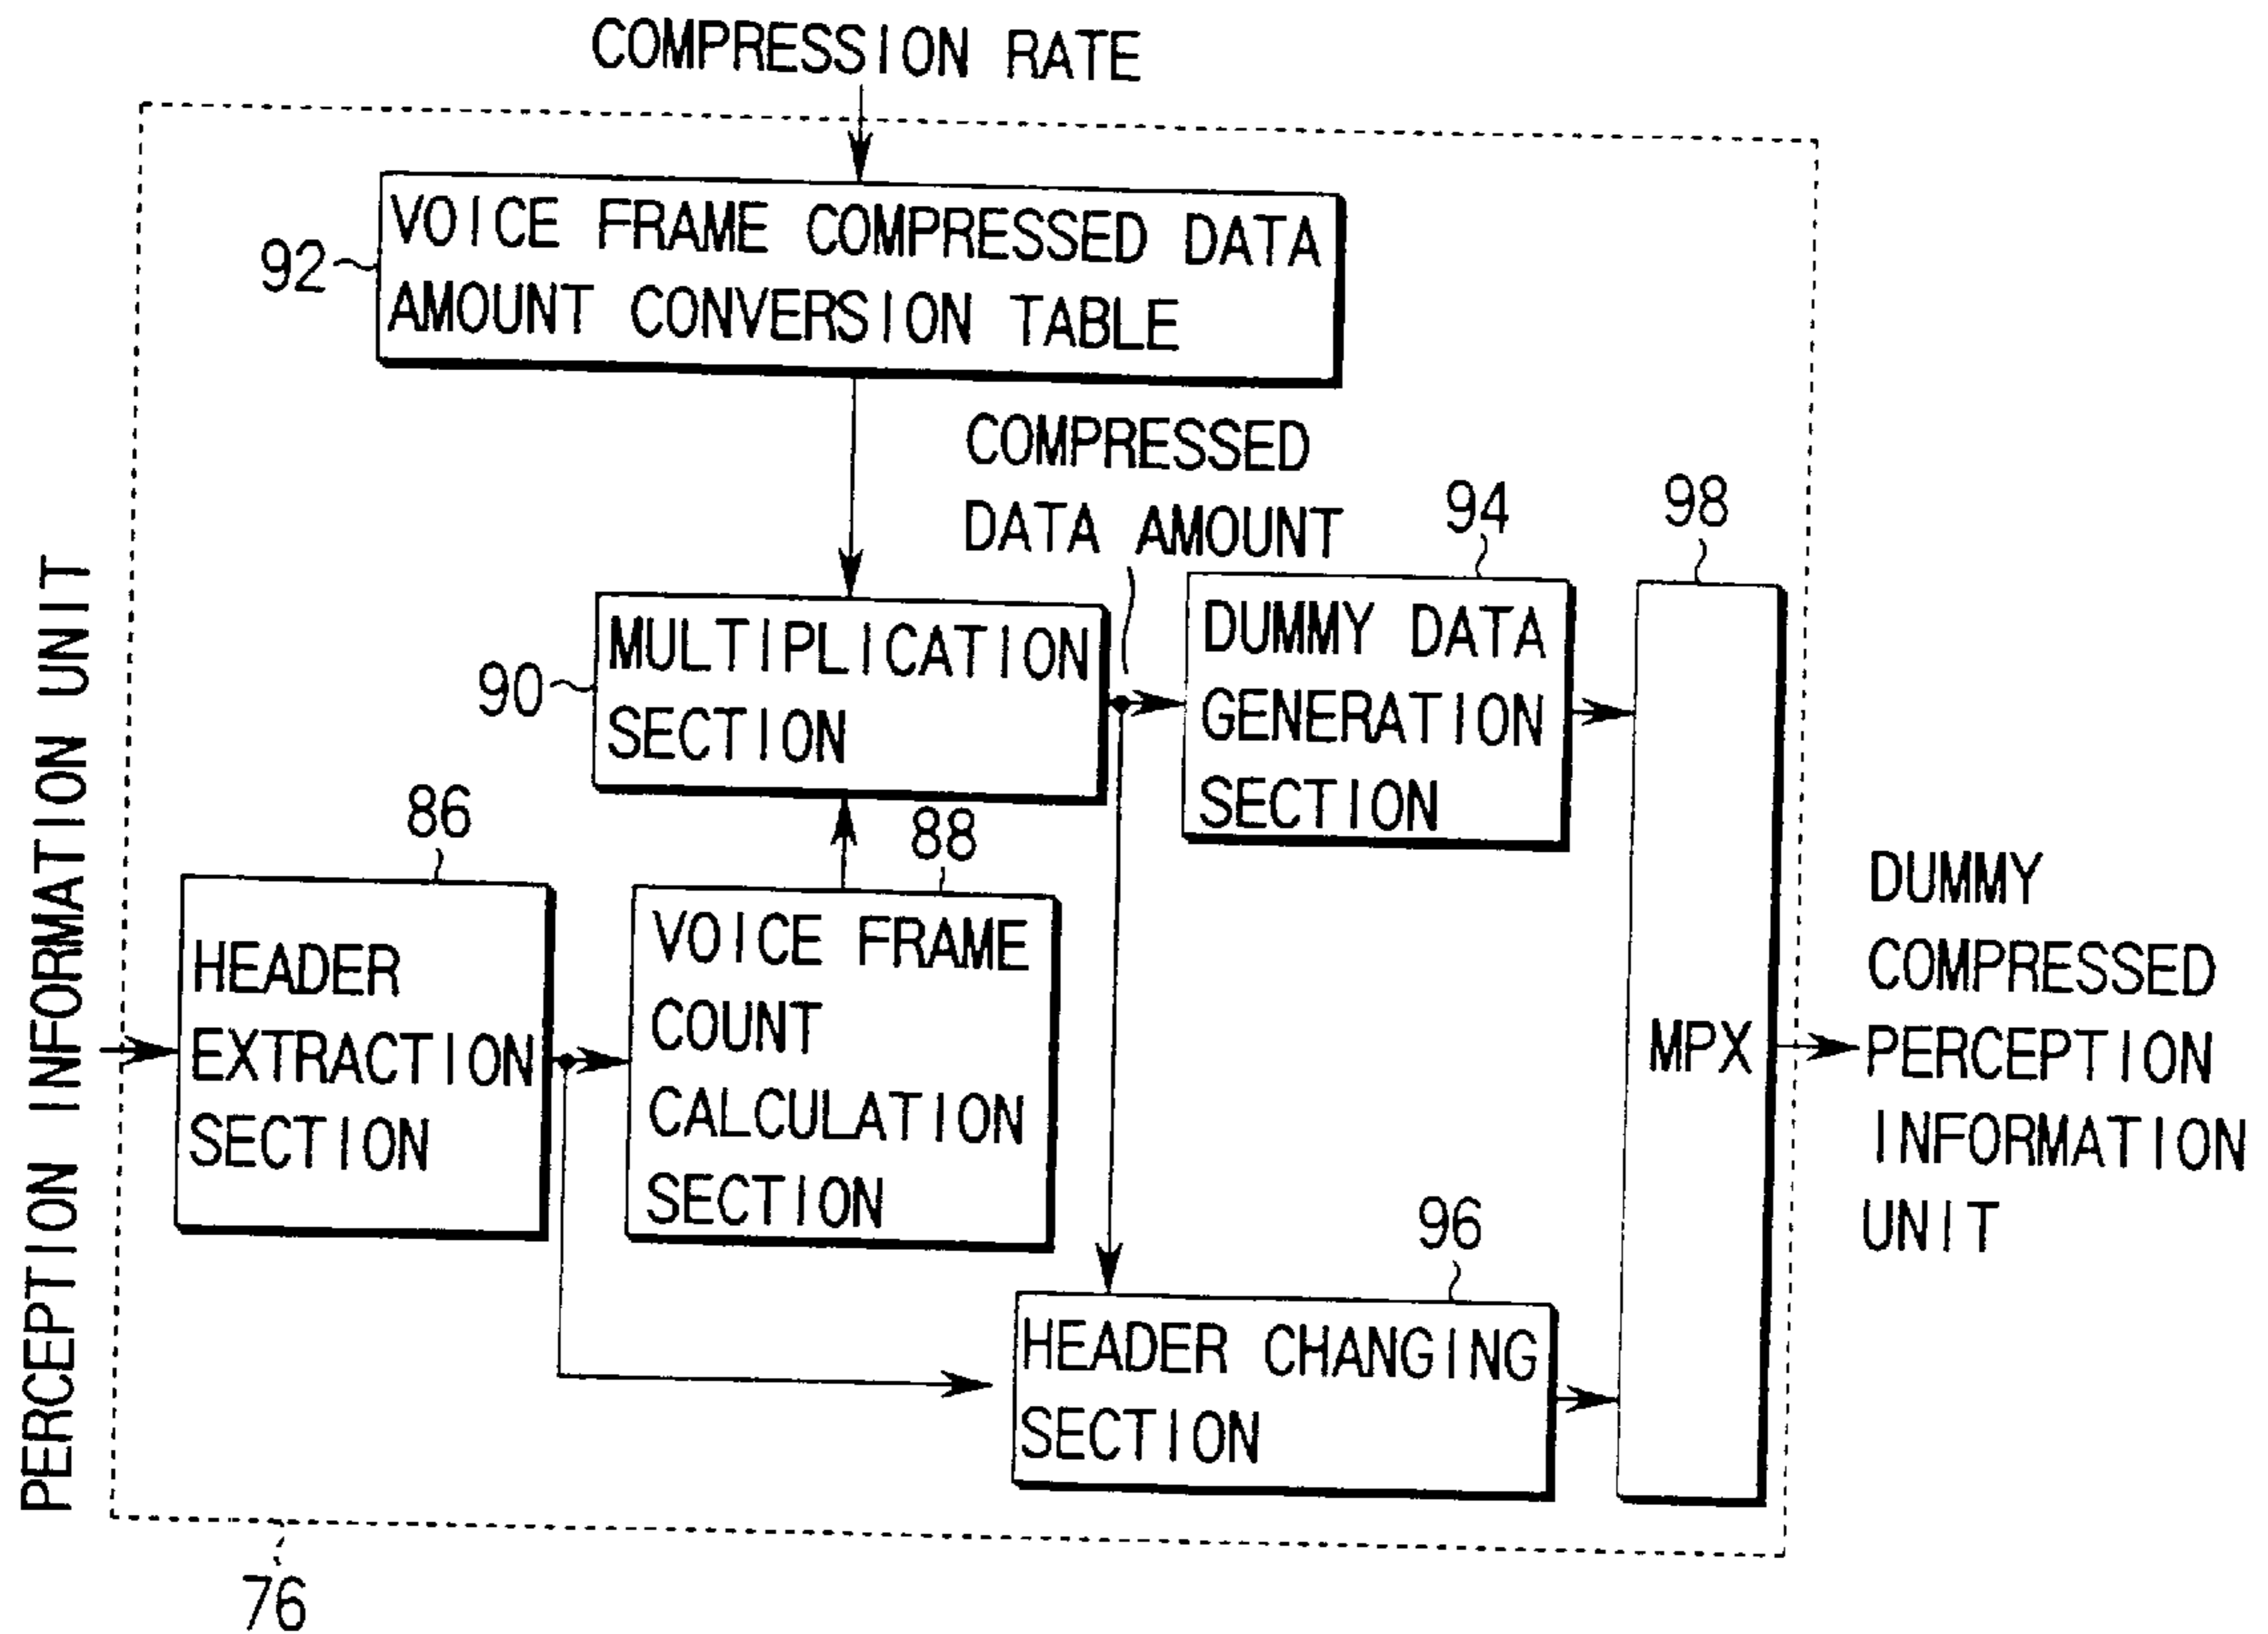 COMPRESSION RATE
92
VOICE FRAME COMPRESSED DATA
AMOUNT CONVERSION TABLE
COMPRESSED
DATA AMOUNT
94
98
90
MULTIPLICATION
SECTION
DUMMY DATA
GENERATION
SECTION
PERCEPTION INFORMATION UNIT
86
HEADER
EXTRACTION
SECTION
88
VOICE FRAME
COUNT
CALCULATION
SECTION
MPX
DUMMY
COMPRESSED
PERCEPTION
INFORMATION
UNIT
96
HEADER CHANGING
SECTION
76